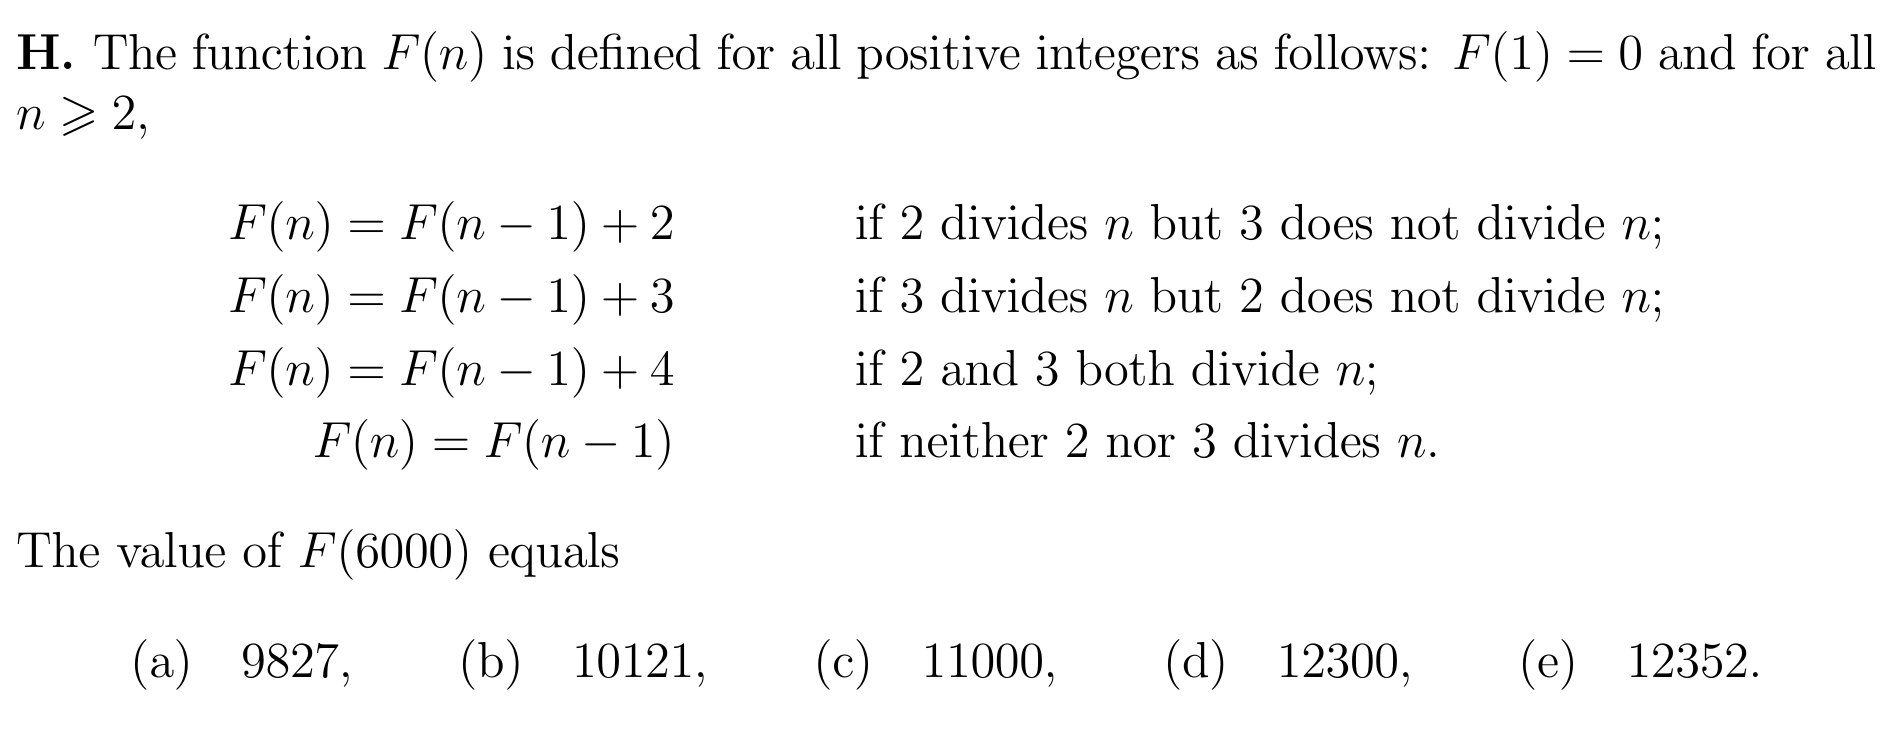 H. The function F(n) is defined for all positive integers as follows: F(1) = 0 and for all
n ⩾ 2,
F(n) = F(n − 1) + 2 if 2 divides n but 3 does not divide n;
F(n) = F(n − 1) + 3 if 3 divides n but 2 does not divide n;
F(n) = F(n − 1) + 4 if 2 and 3 both divide n;
F(n) = F(n − 1) if neither 2 nor 3 divides n.
The value of F(6000) equals
(a) 9827, (b) 10121, (c) 11000, (d) 12300, (e) 12352.